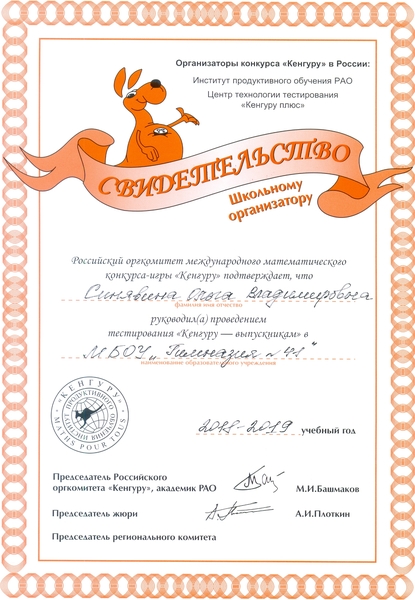 Организаторы конкурса «Кенгуру» в России:
Институт продуктивного обучения РАО
Центр технологии тестирования
«Кенгуру плюс»
СВИДЕТЕЛЬСТВО
Школьному
организатору
Российский оргкомитет международного математического
конкурса-игры «Кенгуру» подтверждает, что
Синявина Ольга Владимировна
фамилия имя отчество
руководил(а) проведением
тестирования «Кенгуру — выпускникам» в
МБОУ „Гимназия №41"
наименование образовательного учреждения
«КЕНГУРУ»
ПРОДУКТИВНОГО
MATHS POUR TOUS
2018-2019 учебный год
Председатель Российского
оргкомитета «Кенгуру», академик РАО
М.И.Башмаков
Председатель жюри
А.И.Плоткин
Председатель регионального комитета